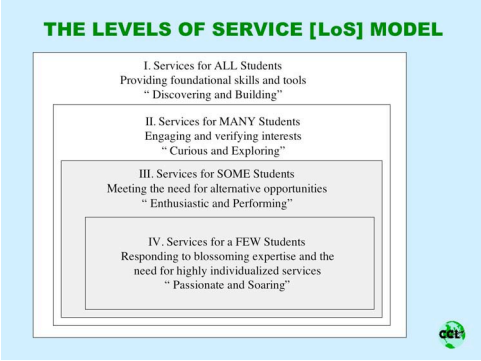 THE LEVELS OF SERVICE [LoS] MODEL
I. Services for ALL Students
Providing foundational skills and tools
“ Discovering and Building”
II. Services for MANY Students
Engaging and verifying interests
“ Curious and Exploring”
III. Services for SOME Students
Meeting the need for alternative opportunities
“ Enthusiastic and Performing”
IV. Services for a FEW Students
Responding to blossoming expertise and the
need for highly individualized services
“ Passionate and Soaring”
CCL